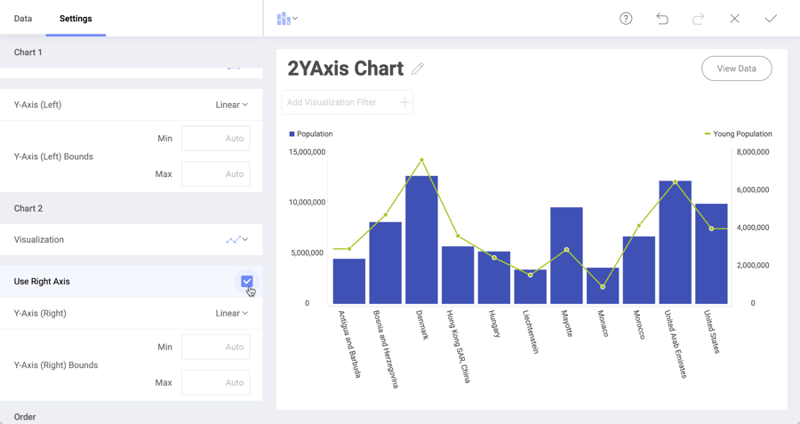 Data
Settings
Chart 1
Y-Axis (Left)
Linear
Min
Auto
Y-Axis (Left) Bounds
Max
Auto
Chart 2
Visualization
Use Right Axis
Y-Axis (Right)
Linear
Min
Auto
Y-Axis (Right) Bounds
Max
Auto
Order
2YAxis Chart
View Data
Add Visualization Filter
Population
Young Population
15,000,000
10,000,000
5,000,000
0
8,000,000
6,000,000
4,000,000
2,000,000
0
Antigua and Barbuda
Bosnia and Herzegovina
Denmark
Hong Kong SAR, China
Hungary
Liechtenstein
Mayotte
Monaco
Morocco
United Arab Emirates
United States